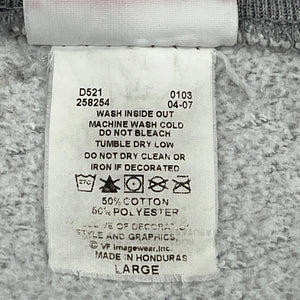 D521 0103
258254 04-07
WASH INSIDE OUT
MACHINE WASH COLD
DO NOT BLEACH
TUMBLE DRY LOW
DO NOT DRY CLEAN OR
IRON IF DECORATED
50% COTTON
50% POLYESTER
OF DECORAT
STYLE AND GRAPHICS.
© VF Imagewear, Inc.
MADE IN HONDURAS
LARGE